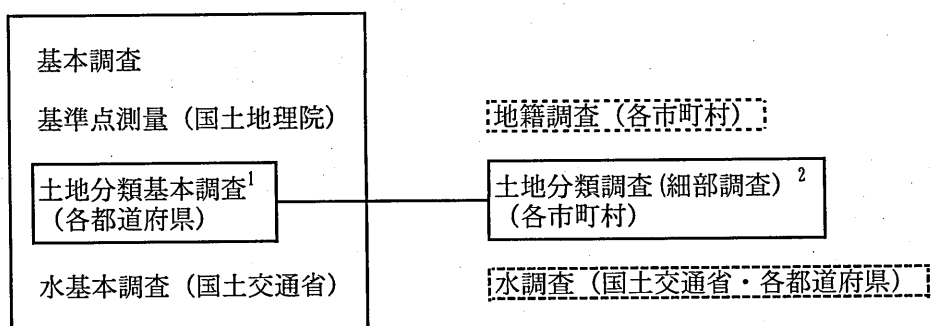 基本調査
基準点測量（国土地理院）
土地分類基本調査1
（各都道府県）
水基本調査（国土交通省）
地籍調査（各市町村）
土地分類調査(細部調査）2
（各市町村）
水調査（国土交通省・各都道府県）